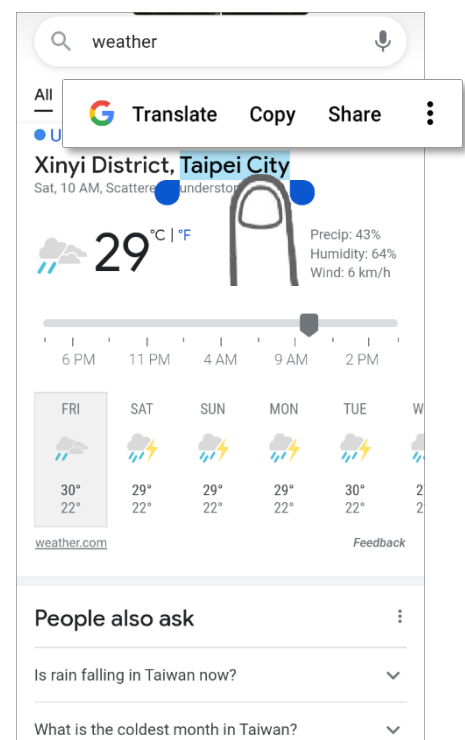 weather
All
Translate Copy Share
U
Xinyi District, Taipei City
Sat, 10 AM, Scattere
29 °C | °F
Precip: 43%
Humidity: 64%
Wind: 6 km/h
6 PM 11 PM 4 AM 9 AM 2 PM
FRI SAT SUN MON TUE W
30° 29° 29° 29° 30° 2
22° 22° 22° 22° 22° 2
weather.com Feedback
People also ask
Is rain falling in Taiwan now?
What is the coldest month in Taiwan?